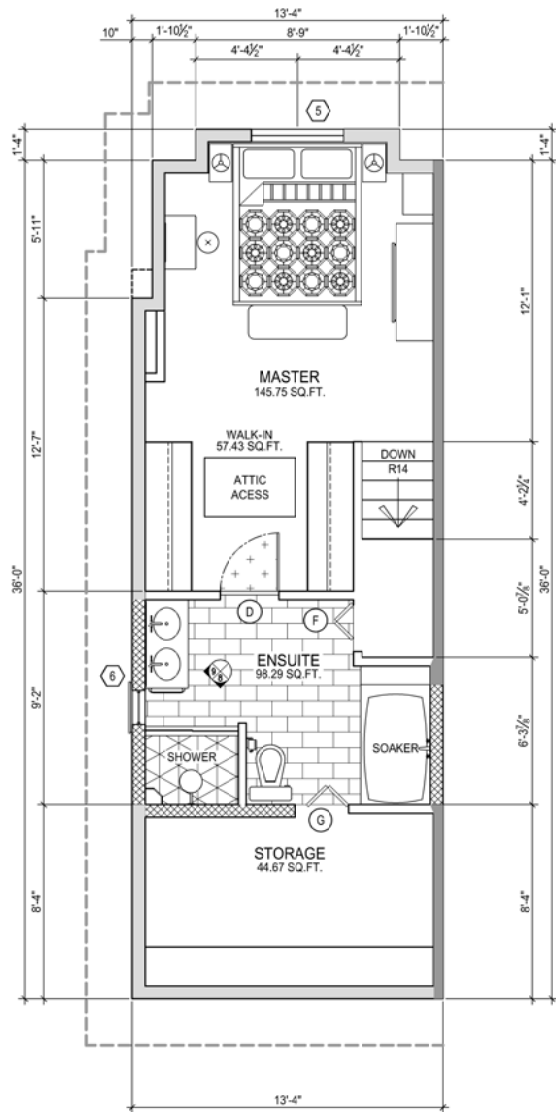 13'-4"
10" 1'-10½" 8'-9" 1'-10½"
4'-4½" 4'-4½"
5
1'-4" 1'-4"
5'-11"
X
12'-1"
MASTER
145.75 SQ.FT.
WALK-IN
57.43 SQ.FT.
ATTIC
ACESS
DOWN
R14
12'-7"
4'-2¼"
36'-0" 36'-0"
D
F
5'-0⅞"
ENSUITE
98.29 SQ.FT.
6
9'-2"
6'-3⅞"
SOAKER
SHOWER
G
STORAGE
44.67 SQ.FT.
8'-4" 8'-4"
13'-4"